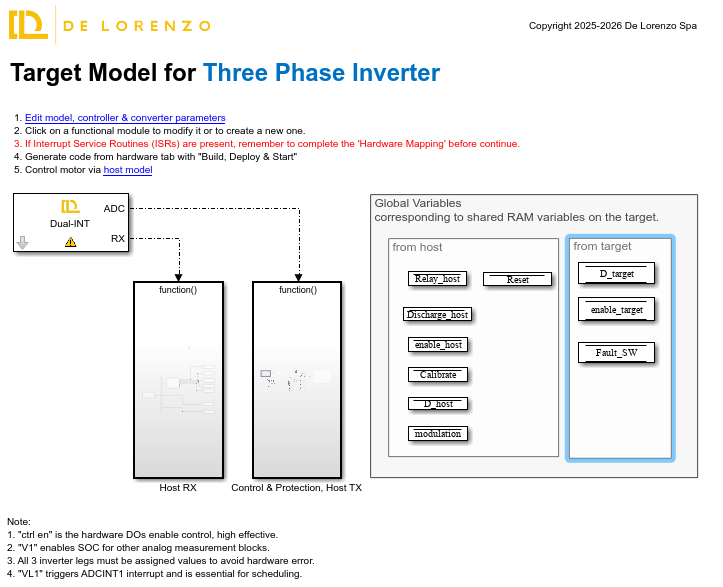 DE LORENZO
Copyright 2025-2026 De Lorenzo Spa
Target Model for Three Phase Inverter
1. Edit model, controller & converter parameters
2. Click on a functional module to modify it or to create a new one.
3. If Interrupt Service Routines (ISRs) are present, remember to complete the 'Hardware Mapping' before continue.
4. Generate code from hardware tab with "Build, Deploy & Start"
5. Control motor via host model
ADC
Dual-INT
RX
function()
function()
Host RX
Control & Protection, Host TX
Global Variables
corresponding to shared RAM variables on the target.
from host
Relay_host
Reset
Discharge_host
enable_host
Calibrate
D_host
modulation
from target
D_target
enable_target
Fault_SW
Note:
1. "ctrl en" is the hardware DOs enable control, high effective.
2. "V1" enables SOC for other analog measurement blocks.
3. All 3 inverter legs must be assigned values to avoid hardware error.
4. "VL1" triggers ADCINT1 interrupt and is essential for scheduling.